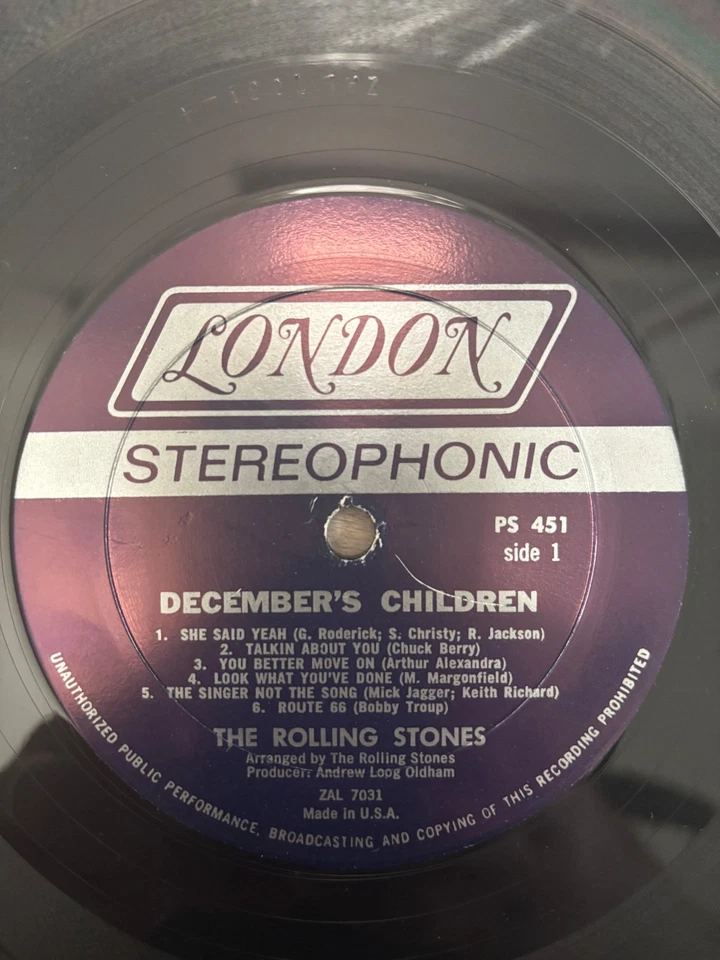 LONDON
STEREOPHONIC
PS 451
side 1
DECEMBER'S CHILDREN
1. SHE SAID YEAH (G. Roderick; S. Christy; R. Jackson)
2. TALKIN ABOUT YOU (Chuck Berry)
3. YOU BETTER MOVE ON (Arthur Alexandra)
4. LOOK WHAT YOU'VE DONE (M. Margonfield)
5. THE SINGER NOT THE SONG (Mick Jagger; Keith Richard)
6. ROUTE 66 (Bobby Troup)
THE ROLLING STONES
Arranged by The Rolling Stones
Producer: Andrew Loog Oldham
ZAL 7031
Made in U.S.A.
UNAUTHORIZED PUBLIC PERFORMANCE, BROADCASTING AND COPYING OF THIS RECORDING PROHIBITED